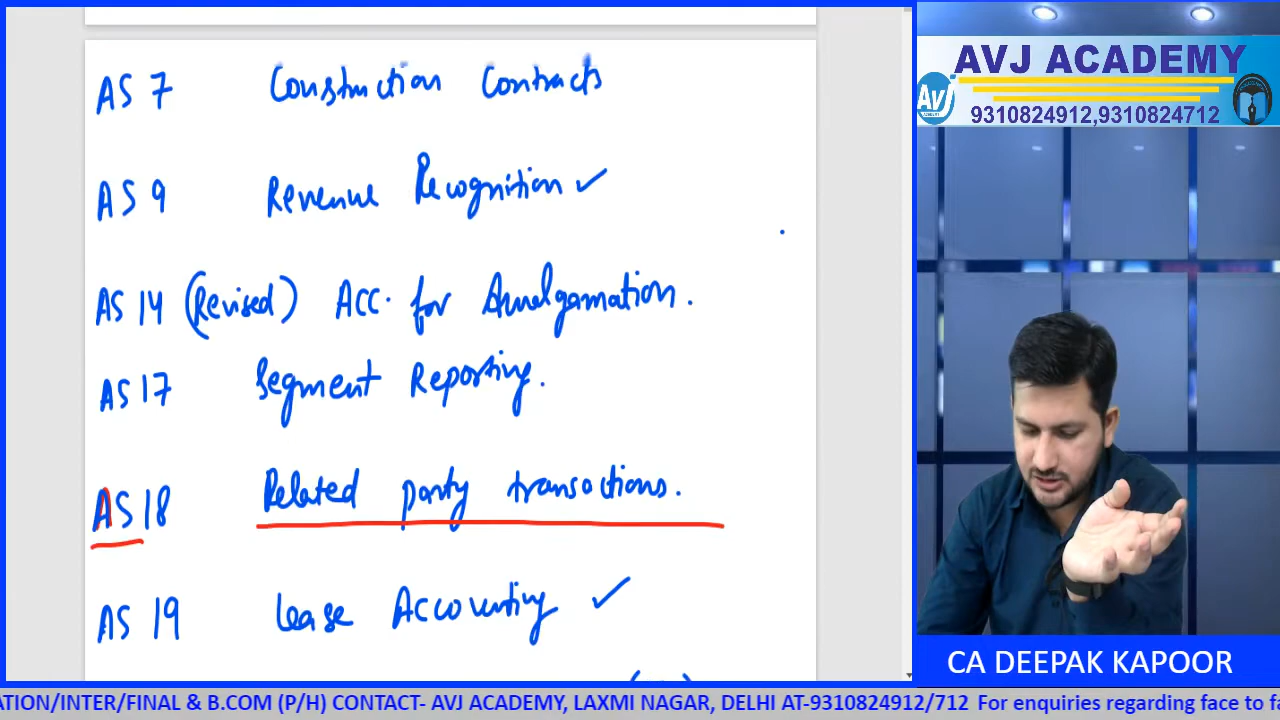 AS 7 Construction Contracts
AS 9 Revenue Recognition
AS 14 (Revised) Acc. for Amalgamation.
AS 17 Segment Reporting.
AS 18 Related party transactions.
AS 19 Lease Accounting
AVJ ACADEMY
AVJ
9310824912,9310824712
CA DEEPAK KAPOOR
ATION/INTER/FINAL & B.COM (P/H) CONTACT- AVJ ACADEMY, LAXMI NAGAR, DELHI AT-9310824912/712 For enquiries regarding face to fa